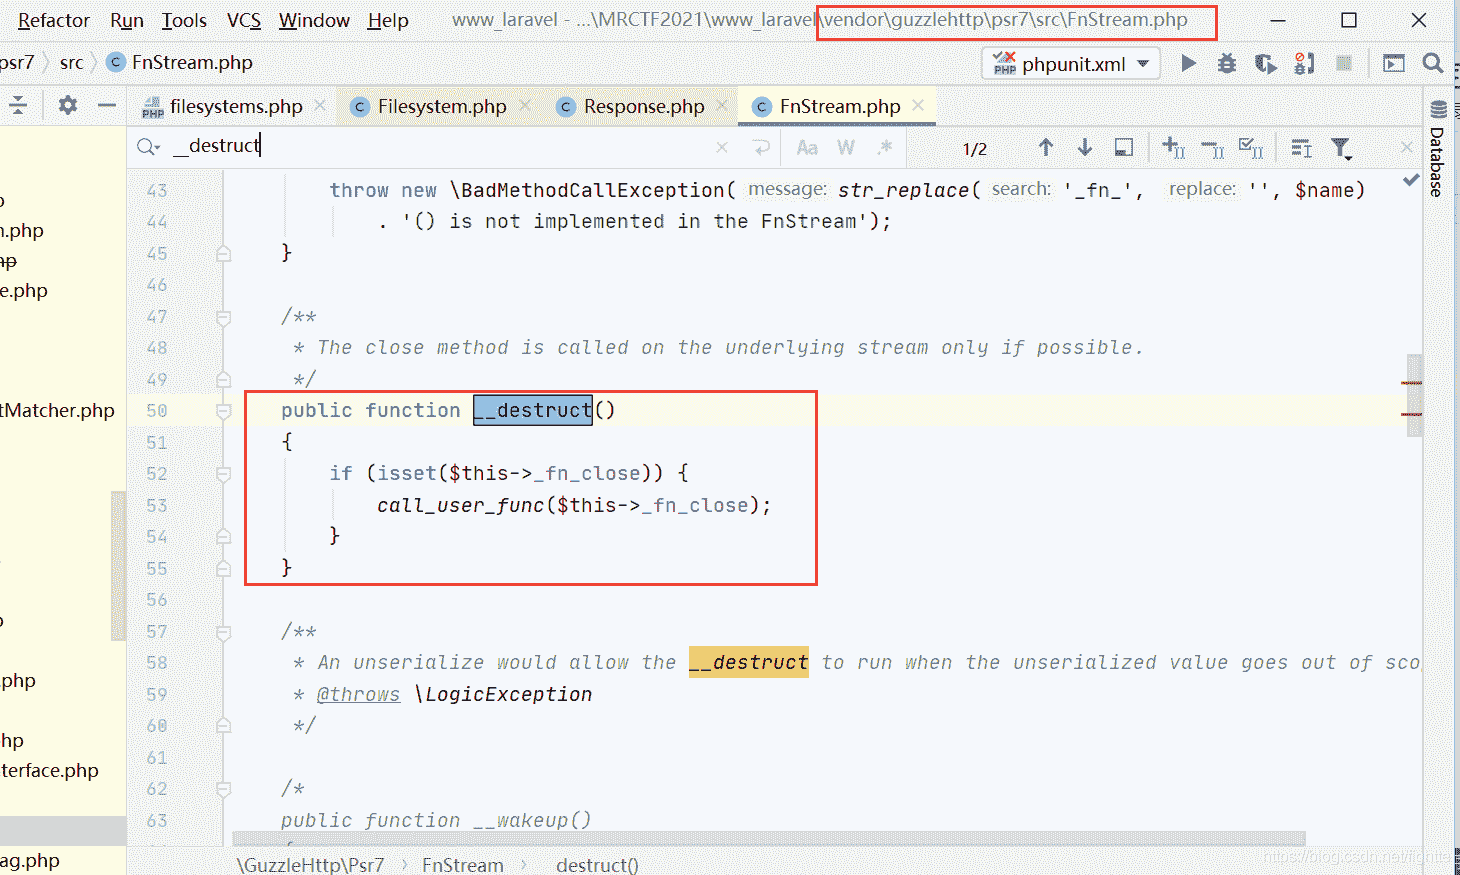 Refactor Run Tools VCS Window Help www_laravel - ...\MRCTF2021\www_laravel\vendor\guzzlehttp\psr7\src\FnStream.php
psr7 src FnStream.php phpunit.xml
filesystems.php Filesystem.php Response.php FnStream.php
__destruct Aa W .* 1/2
Database
43 throw new \BadMethodCallException( message: str_replace( search: '_fn_', replace: '', $name)
44 . '() is not implemented in the FnStream');
45 }
46
47 /**
48 * The close method is called on the underlying stream only if possible.
49 */
50 public function __destruct()
51 {
52 if (isset($this->_fn_close)) {
53 call_user_func($this->_fn_close);
54 }
55 }
56
57 /**
58 * An unserialize would allow the __destruct to run when the unserialized value goes out of sco
59 * @throws \LogicException
60 */
61
62 /*
63 public function __wakeup()
n.php
hp
e.php
tMatcher.php
.php
hp
terface.php
ag.php
\GuzzleHttp\Psr7 FnStream destruct()